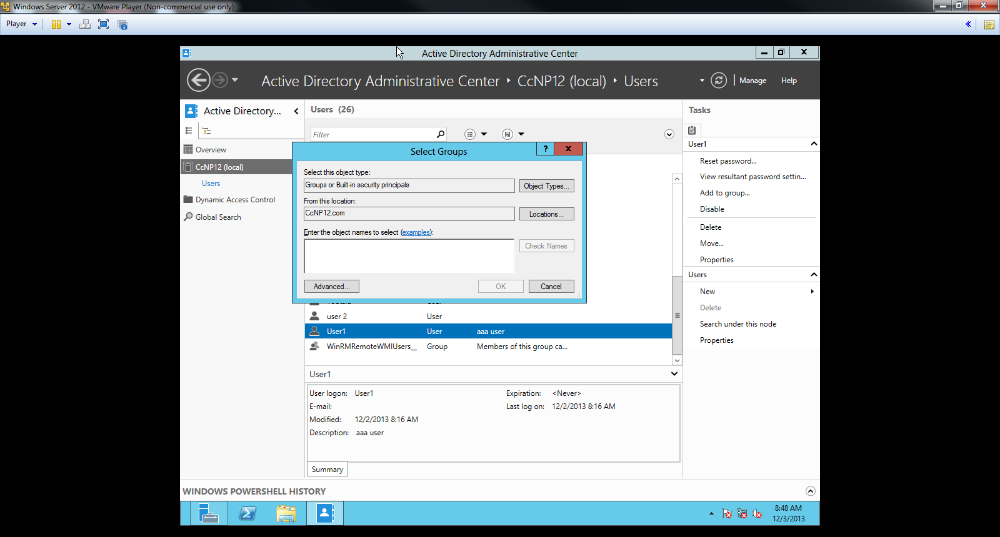 Windows Server 2012 - VMware Player (Non-commercial use only)
Player
Active Directory Administrative Center
Active Directory Administrative Center ‣ CcNP12 (local) ‣ Users
Manage
Help
Active Directory...
Overview
CcNP12 (local)
Users
Dynamic Access Control
Global Search
Users (26)
Filter
Select Groups
?
Select this object type:
Groups or Built-in security principals
Object Types...
From this location:
CcNP12.com
Locations...
Enter the object names to select (examples):
Check Names
Advanced...
OK
Cancel
user 2 User
User1 User aaa user
WinRMRemoteWMIUsers__ Group Members of this group ca...
User1
User logon: User1
E-mail:
Modified: 12/2/2013 8:16 AM
Description: aaa user
Expiration: <Never>
Last log on: 12/2/2013 8:16 AM
Summary
Tasks
User1
Reset password...
View resultant password settin...
Add to group...
Disable
Delete
Move...
Properties
Users
New
Delete
Search under this node
Properties
WINDOWS POWERSHELL HISTORY
8:48 AM
12/3/2013